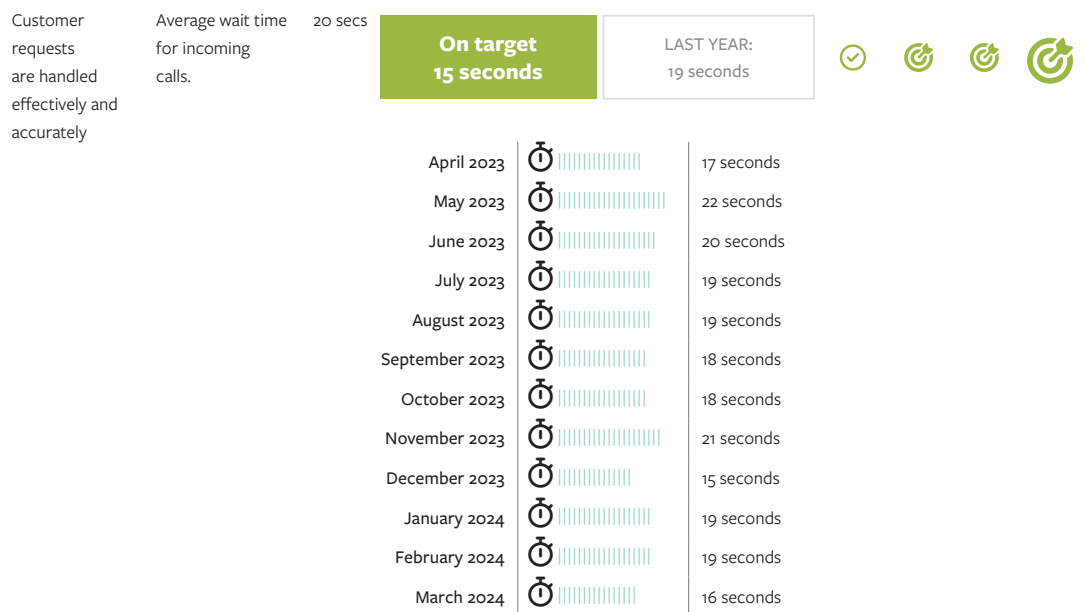 Customer
requests
are handled
effectively and
accurately
Average wait time
for incoming
calls.
20 secs
On target
15 seconds
LAST YEAR:
19 seconds
April 2023 17 seconds
May 2023 22 seconds
June 2023 20 seconds
July 2023 19 seconds
August 2023 19 seconds
September 2023 18 seconds
October 2023 18 seconds
November 2023 21 seconds
December 2023 15 seconds
January 2024 19 seconds
February 2024 19 seconds
March 2024 16 seconds